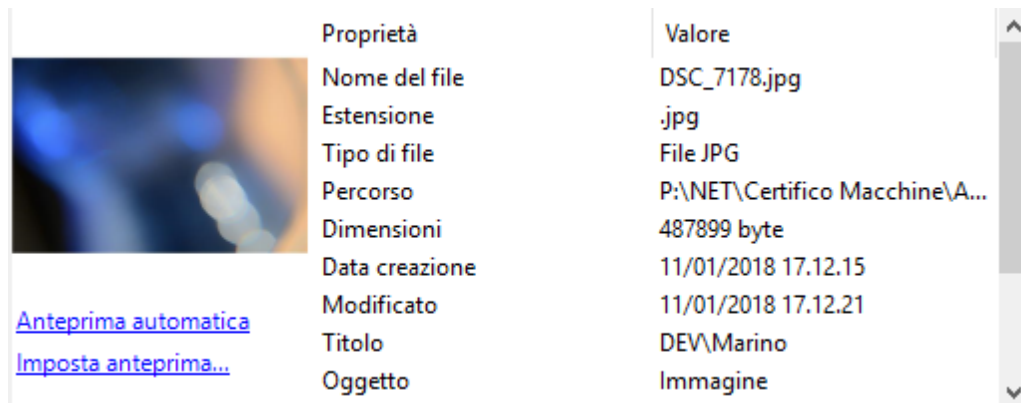 Proprietà Valore
Nome del file DSC_7178.jpg
Estensione .jpg
Tipo di file File JPG
Percorso P:\NET\Certifico Macchine\A...
Dimensioni 487899 byte
Data creazione 11/01/2018 17.12.15
Modificato 11/01/2018 17.12.21
Titolo DEV\Marino
Oggetto Immagine
Anteprima automatica
Imposta anteprima...